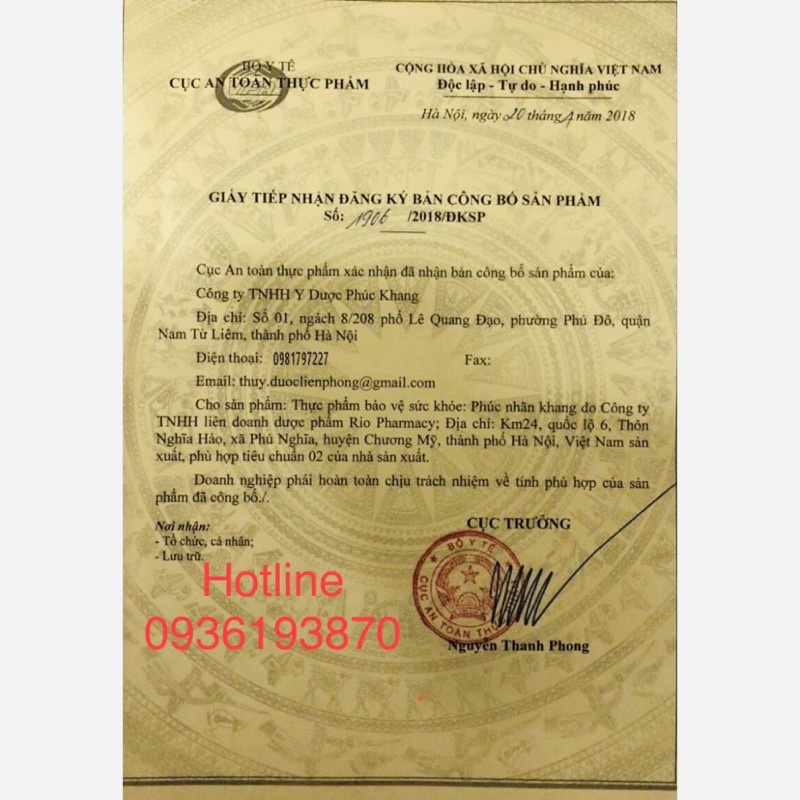 BỘ Y TẾ
CỤC AN TOÀN THỰC PHẨM
CỘNG HÒA XÃ HỘI CHỦ NGHĨA VIỆT NAM
Độc lập - Tự do - Hạnh phúc
Hà Nội, ngày 20 tháng 4 năm 2018
GIẤY TIẾP NHẬN ĐĂNG KÝ BẢN CÔNG BỐ SẢN PHẨM
Số: 1906 /2018/ĐKSP
Cục An toàn thực phẩm xác nhận đã nhận bản công bố sản phẩm của:
Công ty TNHH Y Dược Phúc Khang
Địa chỉ: Số 01, ngách 8/208 phố Lê Quang Đạo, phường Phú Đô, quận
Nam Từ Liêm, thành phố Hà Nội
Điện thoại: 0981797227 Fax:
Email: thuy.duoclienphong@gmail.com
Cho sản phẩm: Thực phẩm bảo vệ sức khỏe: Phúc nhãn khang do Công ty
TNHH liên doanh dược phẩm Rio Pharmacy; Địa chỉ: Km24, quốc lộ 6, Thôn
Nghĩa Hảo, xã Phú Nghĩa, huyện Chương Mỹ, thành phố Hà Nội, Việt Nam sản
xuất, phù hợp tiêu chuẩn 02 của nhà sản xuất.
Doanh nghiệp phải hoàn toàn chịu trách nhiệm về tính phù hợp của sản
phẩm đã công bố./.
Nơi nhận:
- Tổ chức, cá nhân;
- Lưu trữ.
CỤC TRƯỞNG
BỘ Y TẾ
CỤC AN TOÀN THỰC
Nguyễn Thanh Phong
Hotline
0936193870